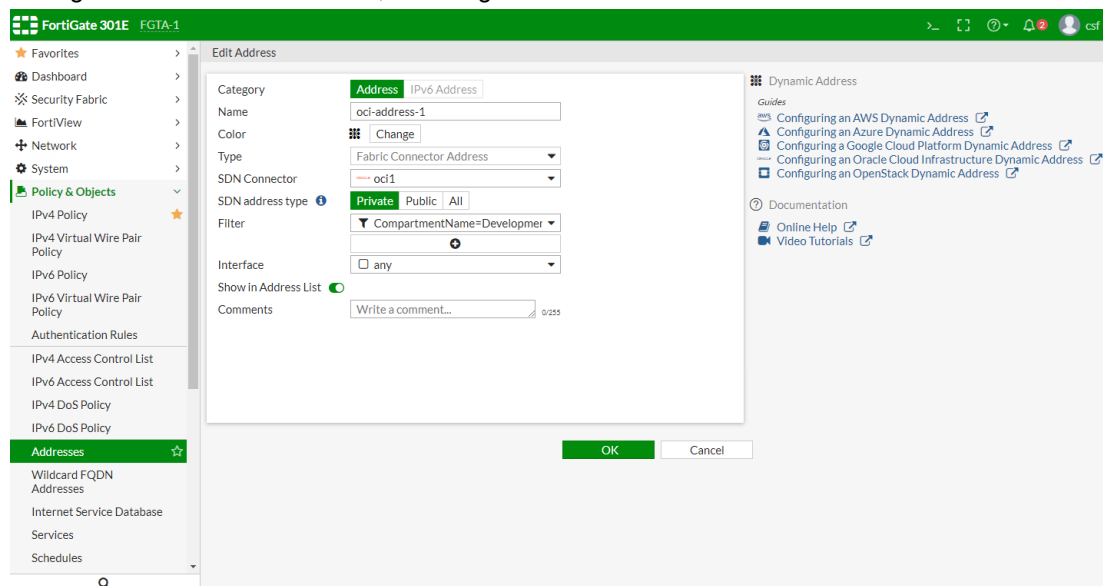 FortiGate 301E FGTA-1
>_ 2 csf
Favorites
Dashboard
Security Fabric
FortiView
Network
System
Policy & Objects
IPv4 Policy
IPv4 Virtual Wire Pair
Policy
IPv6 Policy
IPv6 Virtual Wire Pair
Policy
Authentication Rules
IPv4 Access Control List
IPv6 Access Control List
IPv4 DoS Policy
IPv6 DoS Policy
Addresses
Wildcard FQDN
Addresses
Internet Service Database
Services
Schedules
Edit Address
Category Address IPv6 Address
Name oci-address-1
Color Change
Type Fabric Connector Address
SDN Connector oci1
SDN address type Private Public All
Filter CompartmentName=Developmer
Interface any
Show in Address List
Comments Write a comment... 0/255
OK Cancel
Dynamic Address
Guides
aws Configuring an AWS Dynamic Address
Configuring an Azure Dynamic Address
Configuring a Google Cloud Platform Dynamic Address
Configuring an Oracle Cloud Infrastructure Dynamic Address
Configuring an OpenStack Dynamic Address
Documentation
Online Help
Video Tutorials